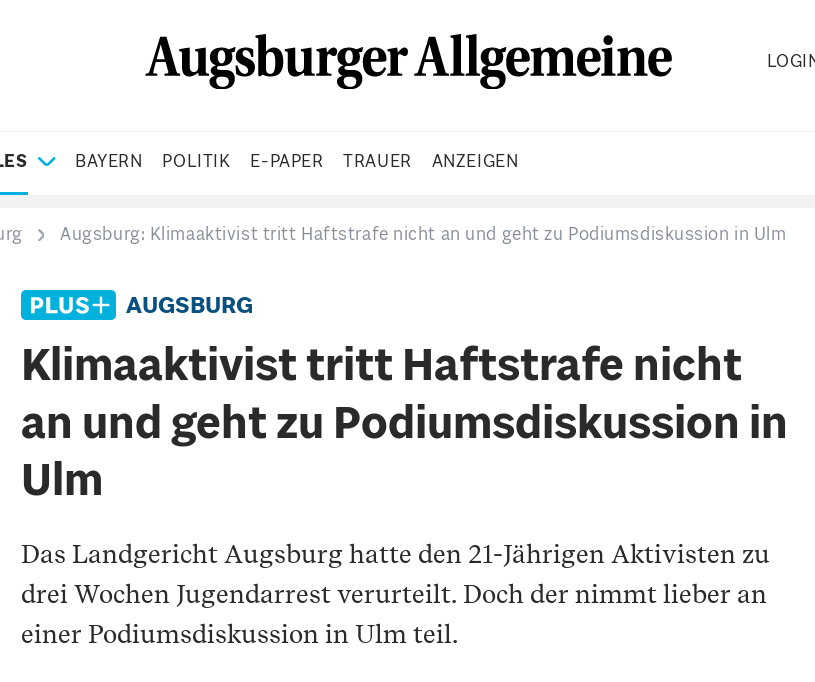 Augsburger Allgemeine
LOGIN
LES
BAYERN POLITIK E-PAPER TRAUER ANZEIGEN
urg > Augsburg: Klimaaktivist tritt Haftstrafe nicht an und geht zu Podiumsdiskussion in Ulm
PLUS+ AUGSBURG
Klimaaktivist tritt Haftstrafe nicht
an und geht zu Podiumsdiskussion in
Ulm
Das Landgericht Augsburg hatte den 21-Jährigen Aktivisten zu
drei Wochen Jugendarrest verurteilt. Doch der nimmt lieber an
einer Podiumsdiskussion in Ulm teil.